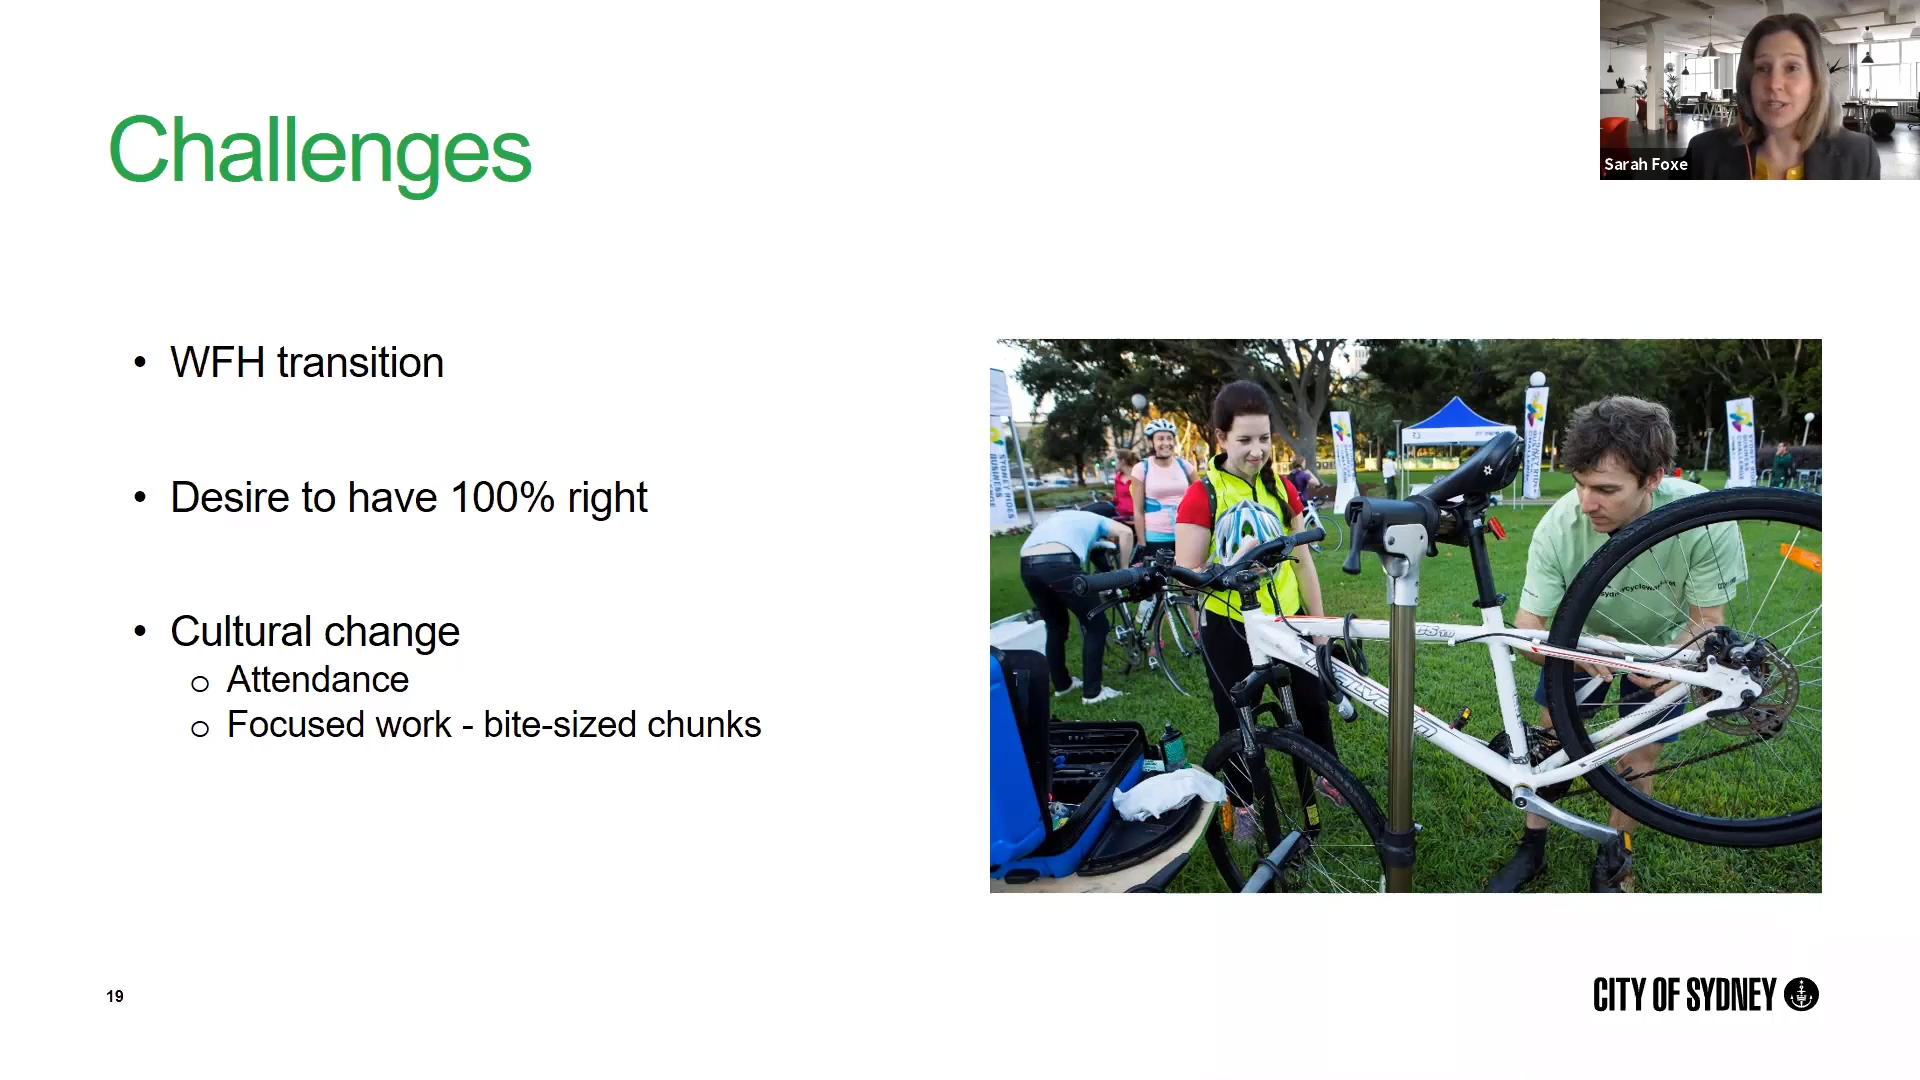 Challenges
Sarah Foxe
• WFH transition
• Desire to have 100% right
• Cultural change
o Attendance
o Focused work - bite-sized chunks
19
CITY OF SYDNEY